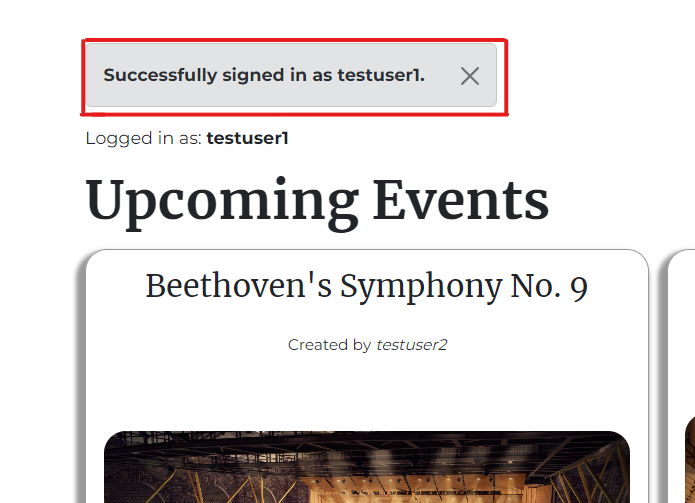 Successfully signed in as testuser1.
Logged in as: testuser1
Upcoming Events
Beethoven's Symphony No. 9
Created by testuser2